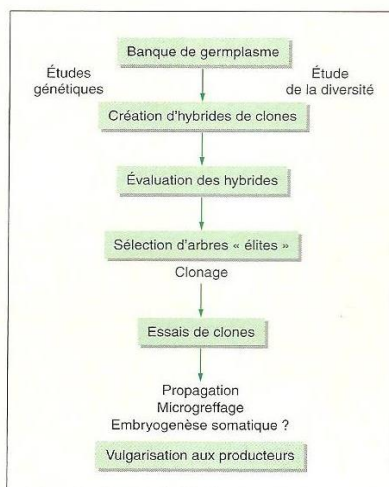 Banque de germplasme
Études
génétiques
Étude
de la diversité
Création d'hybrides de clones
Évaluation des hybrides
Sélection d'arbres « élites »
Clonage
Essais de clones
Propagation
Microgreffage
Embryogenèse somatique ?
Vulgarisation aux producteurs